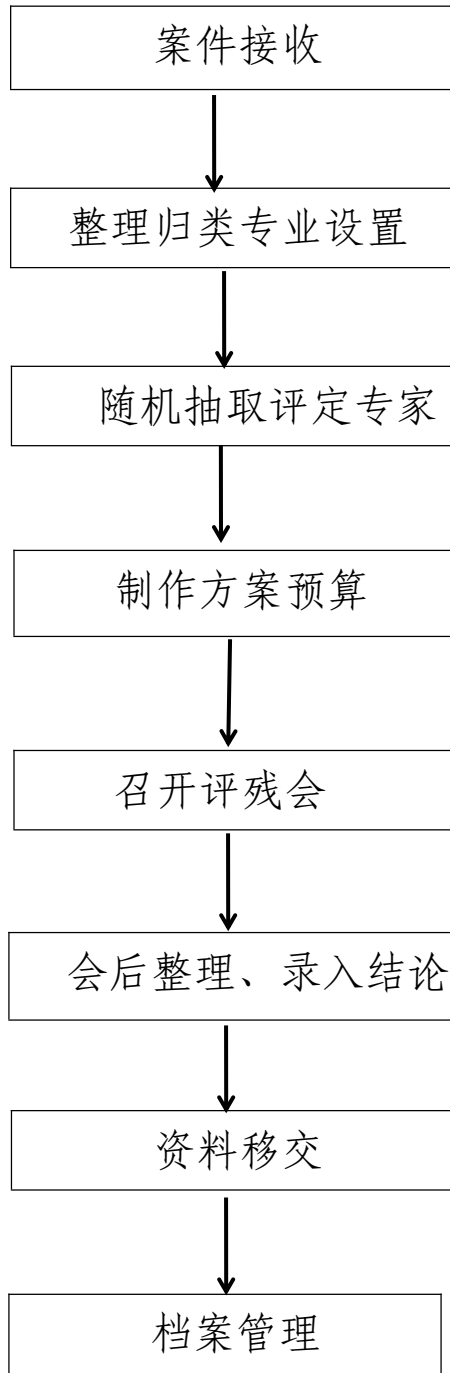 案件接收
整理归类专业设置
随机抽取评定专家
制作方案预算
召开评残会
会后整理、录入结论
资料移交
档案管理